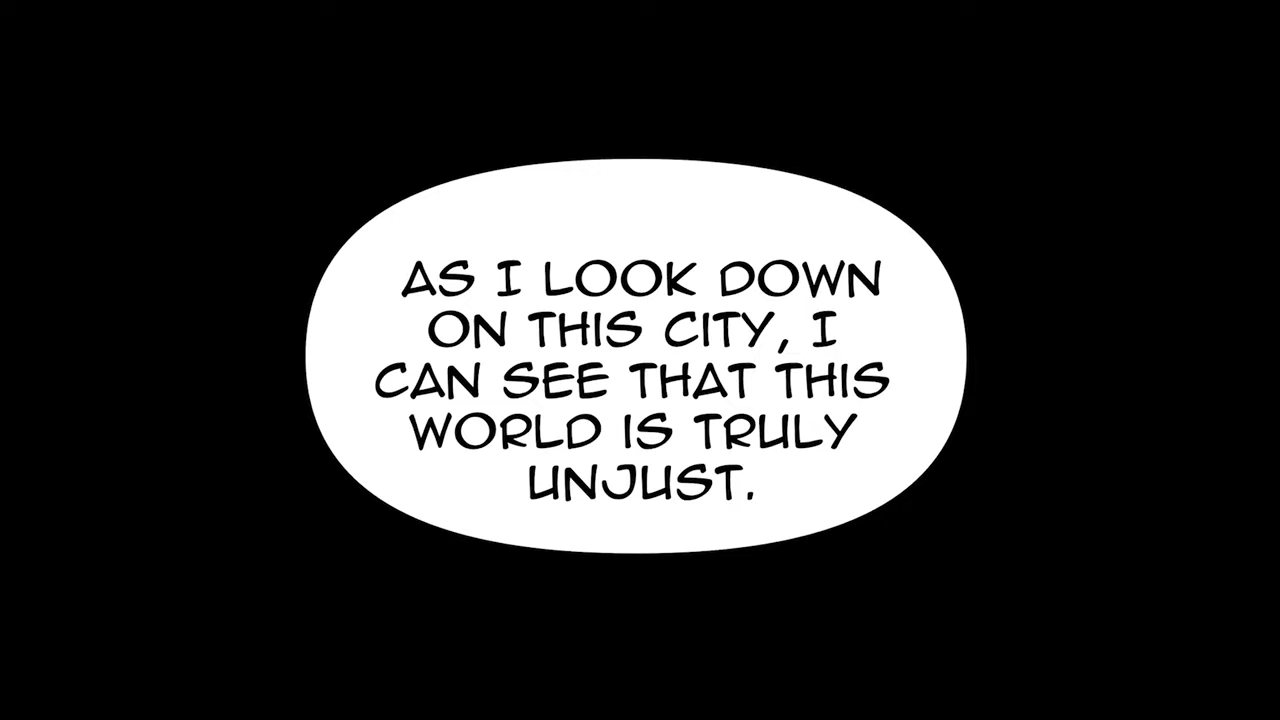 AS I LOOK DOWN
ON THIS CITY, I
CAN SEE THAT THIS
WORLD IS TRULY
UNJUST.